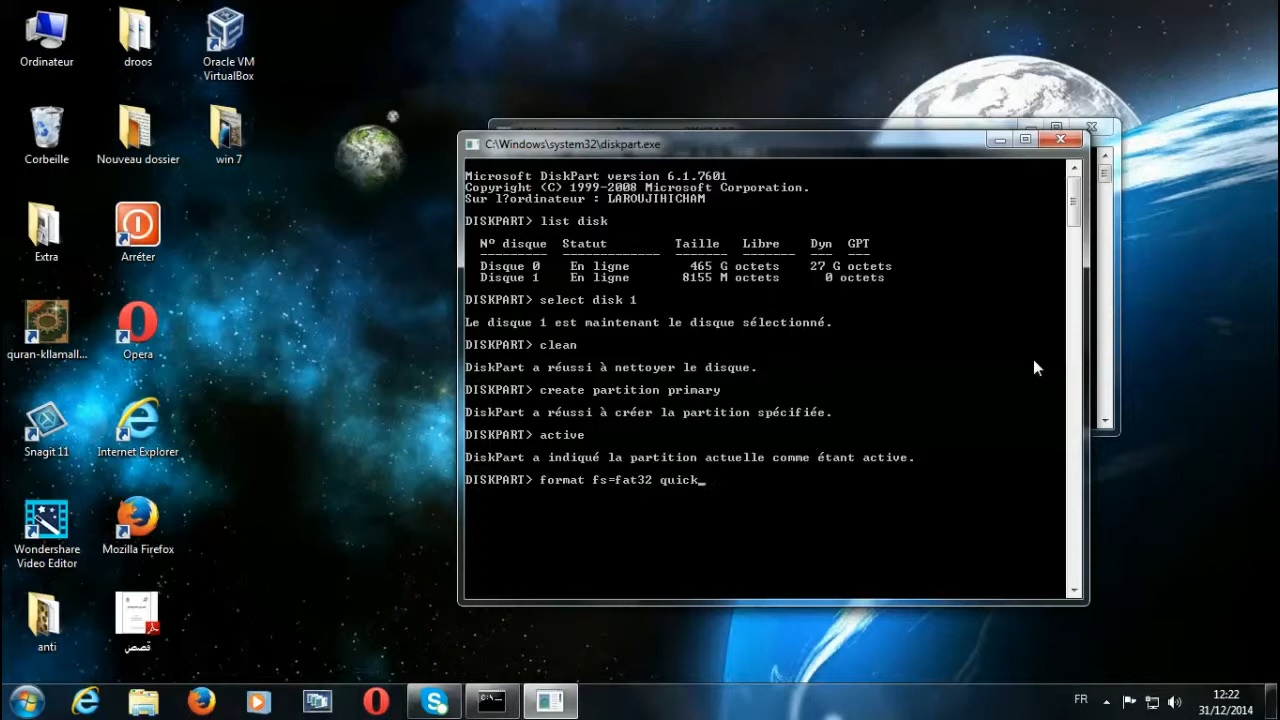 Ordinateur
droos
Oracle VM
VirtualBox
Corbeille
Nouveau dossier
win 7
Extra
Arréter
quran-kllamall...
Opera
Snagit 11
Internet Explorer
Wondershare
Video Editor
Mozilla Firefox
anti
قصص
C:\Windows\system32\diskpart.exe
Microsoft DiskPart version 6.1.7601
Copyright (C) 1999-2008 Microsoft Corporation.
Sur l?ordinateur : LAROUJIHICHAM
DISKPART> list disk
N° disque Statut Taille Libre Dyn GPT
Disque 0 En ligne 465 G octets 27 G octets
Disque 1 En ligne 8155 M octets 0 octets
DISKPART> select disk 1
Le disque 1 est maintenant le disque sélectionné.
DISKPART> clean
DiskPart a réussi à nettoyer le disque.
DISKPART> create partition primary
DiskPart a réussi à créer la partition spécifiée.
DISKPART> active
DiskPart a indiqué la partition actuelle comme étant active.
DISKPART> format fs=fat32 quick_
FR
12:22
31/12/2014